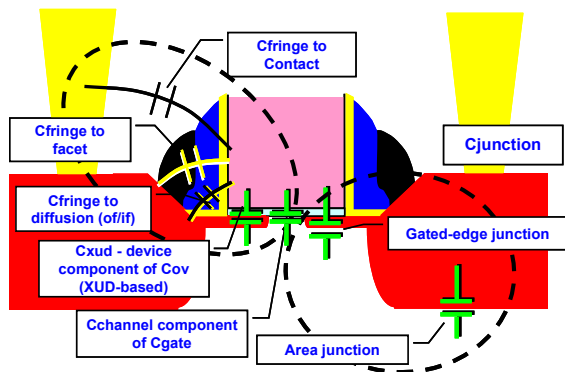 Cfringe to
Contact
Cfringe to
facet
Cjunction
Cfringe to
diffusion (of/if)
Gated-edge junction
Cxud - device
component of Cov
(XUD-based)
Cchannel component
of Cgate
Area junction